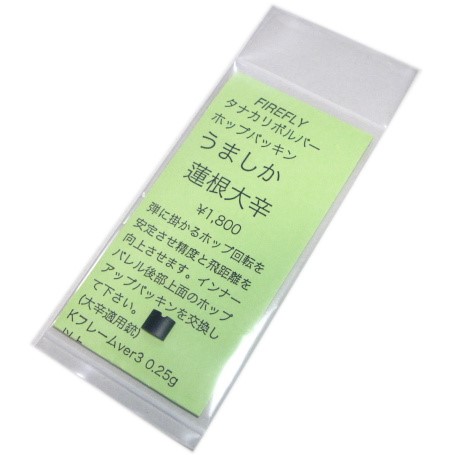 FIREFLY
タナカリボルバー
ホップパッキン
うましか
蓮根大辛
¥1,800
弾に掛かるホップ回転を
安定させ精度と飛距離を
向上させます。インナー
バレル後部上面のホップ
アップパッキンを交換し
て下さい。
(大辛適用銃)
Kフレームver3 0.25g
以上